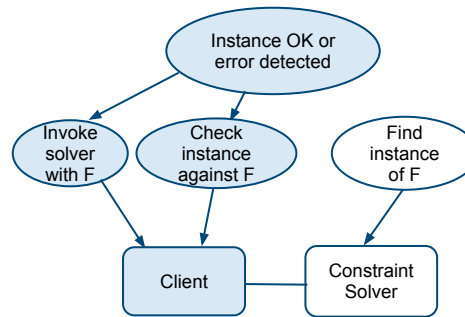 Instance OK or
error detected
Invoke
solver
with F
Check
instance
against F
Find
instance
of F
Client
Constraint
Solver